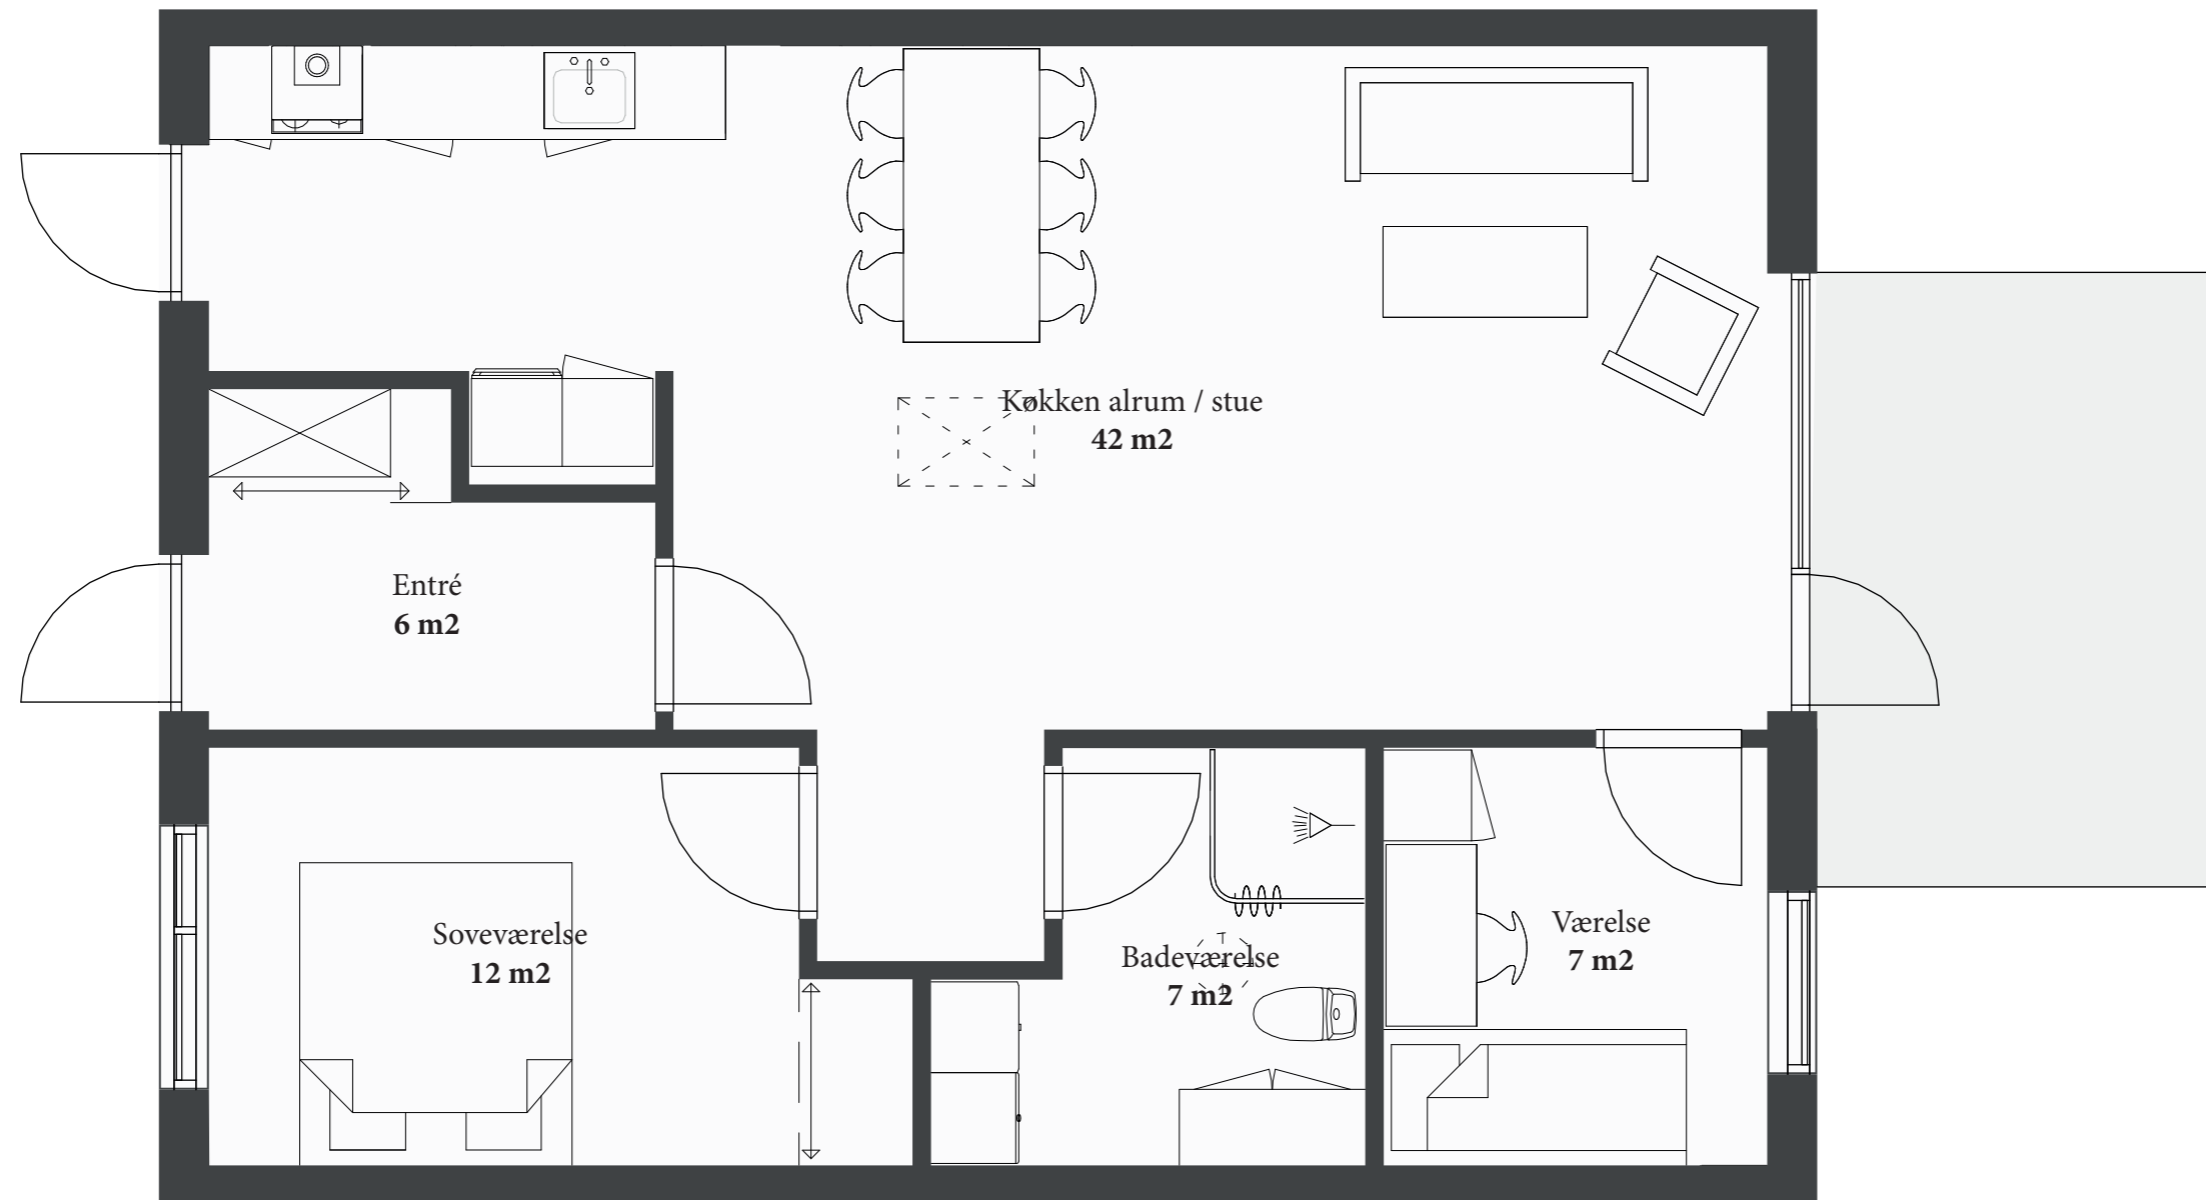 Køkken alrum / stue
42 m2
Entré
6 m2
Soveværelse
12 m2
Badeværelse
7 m2
Værelse
7 m2